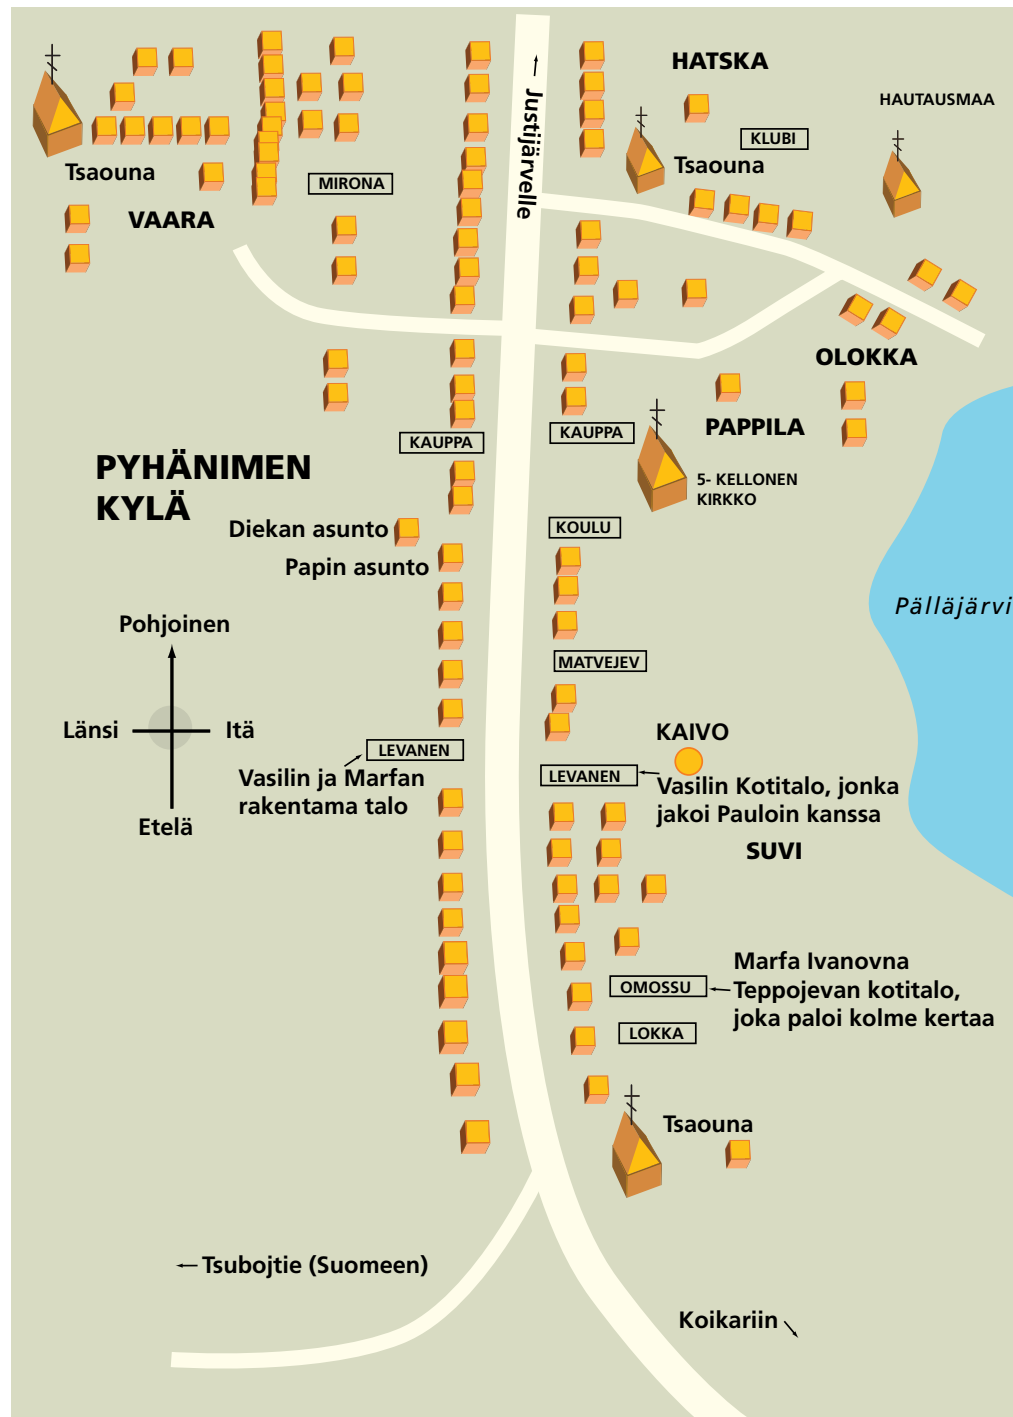 HATSKA
HAUTAUSMAA
Justijärvelle
KLUBI
Tsaouna
Tsaouna
MIRONA
VAARA
OLOKKA
PAPPILA
KAUPPA
KAUPPA
PYHÄNIMEN
KYLÄ
5- KELLONEN
KIRKKO
Diekan asunto
KOULU
Papin asunto
Pälläjärvi
Pohjoinen
MATVEJEV
Länsi
Itä
KAIVO
LEVANEN
Vasilin ja Marfan
rakentama talo
LEVANEN
Vasilin Kotitalo, jonka
jakoi Pauloin kanssa
Etelä
SUVI
Marfa Ivanovna
Teppojevan kotitalo,
joka paloi kolme kertaa
OMOSSU
LOKKA
Tsaouna
Tsubojtie (Suomeen)
Koikariin